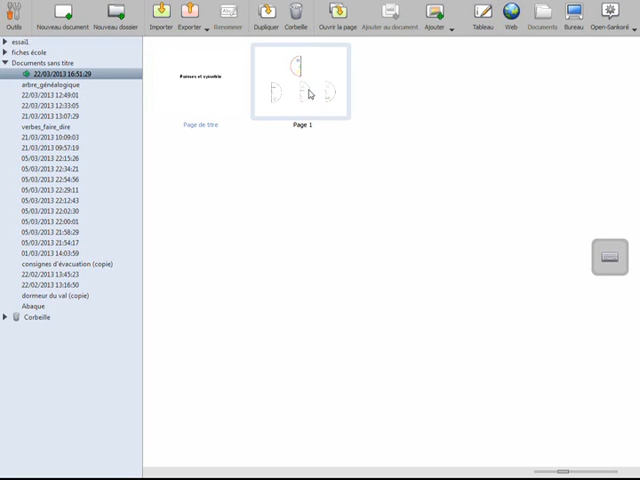 Outils
Nouveau document
Nouveau dossier
Importer
Exporter
Renommer
Dupliquer
Corbeille
Ouvrir la page
Ajouter au document
Ajouter
Tableau
Web
Documents
Bureau
Open-Sankoré
essai1
fiches école
Documents sans titre
22/03/2013 16:51:29
arbre_généalogique
22/03/2013 12:49:01
22/03/2013 12:33:05
21/03/2013 13:07:29
verbes_faire_dire
21/03/2013 10:09:03
21/03/2013 09:57:19
05/03/2013 22:15:26
05/03/2013 22:34:21
05/03/2013 22:54:56
05/03/2013 22:29:11
05/03/2013 22:12:43
05/03/2013 22:02:30
05/03/2013 22:00:01
05/03/2013 21:58:29
05/03/2013 21:54:17
01/03/2013 14:03:59
consignes d'évacuation (copie)
22/02/2013 13:45:23
22/02/2013 13:16:50
dormeur du val (copie)
Abaque
Corbeille
et symétrie
Page de titre
Page 1